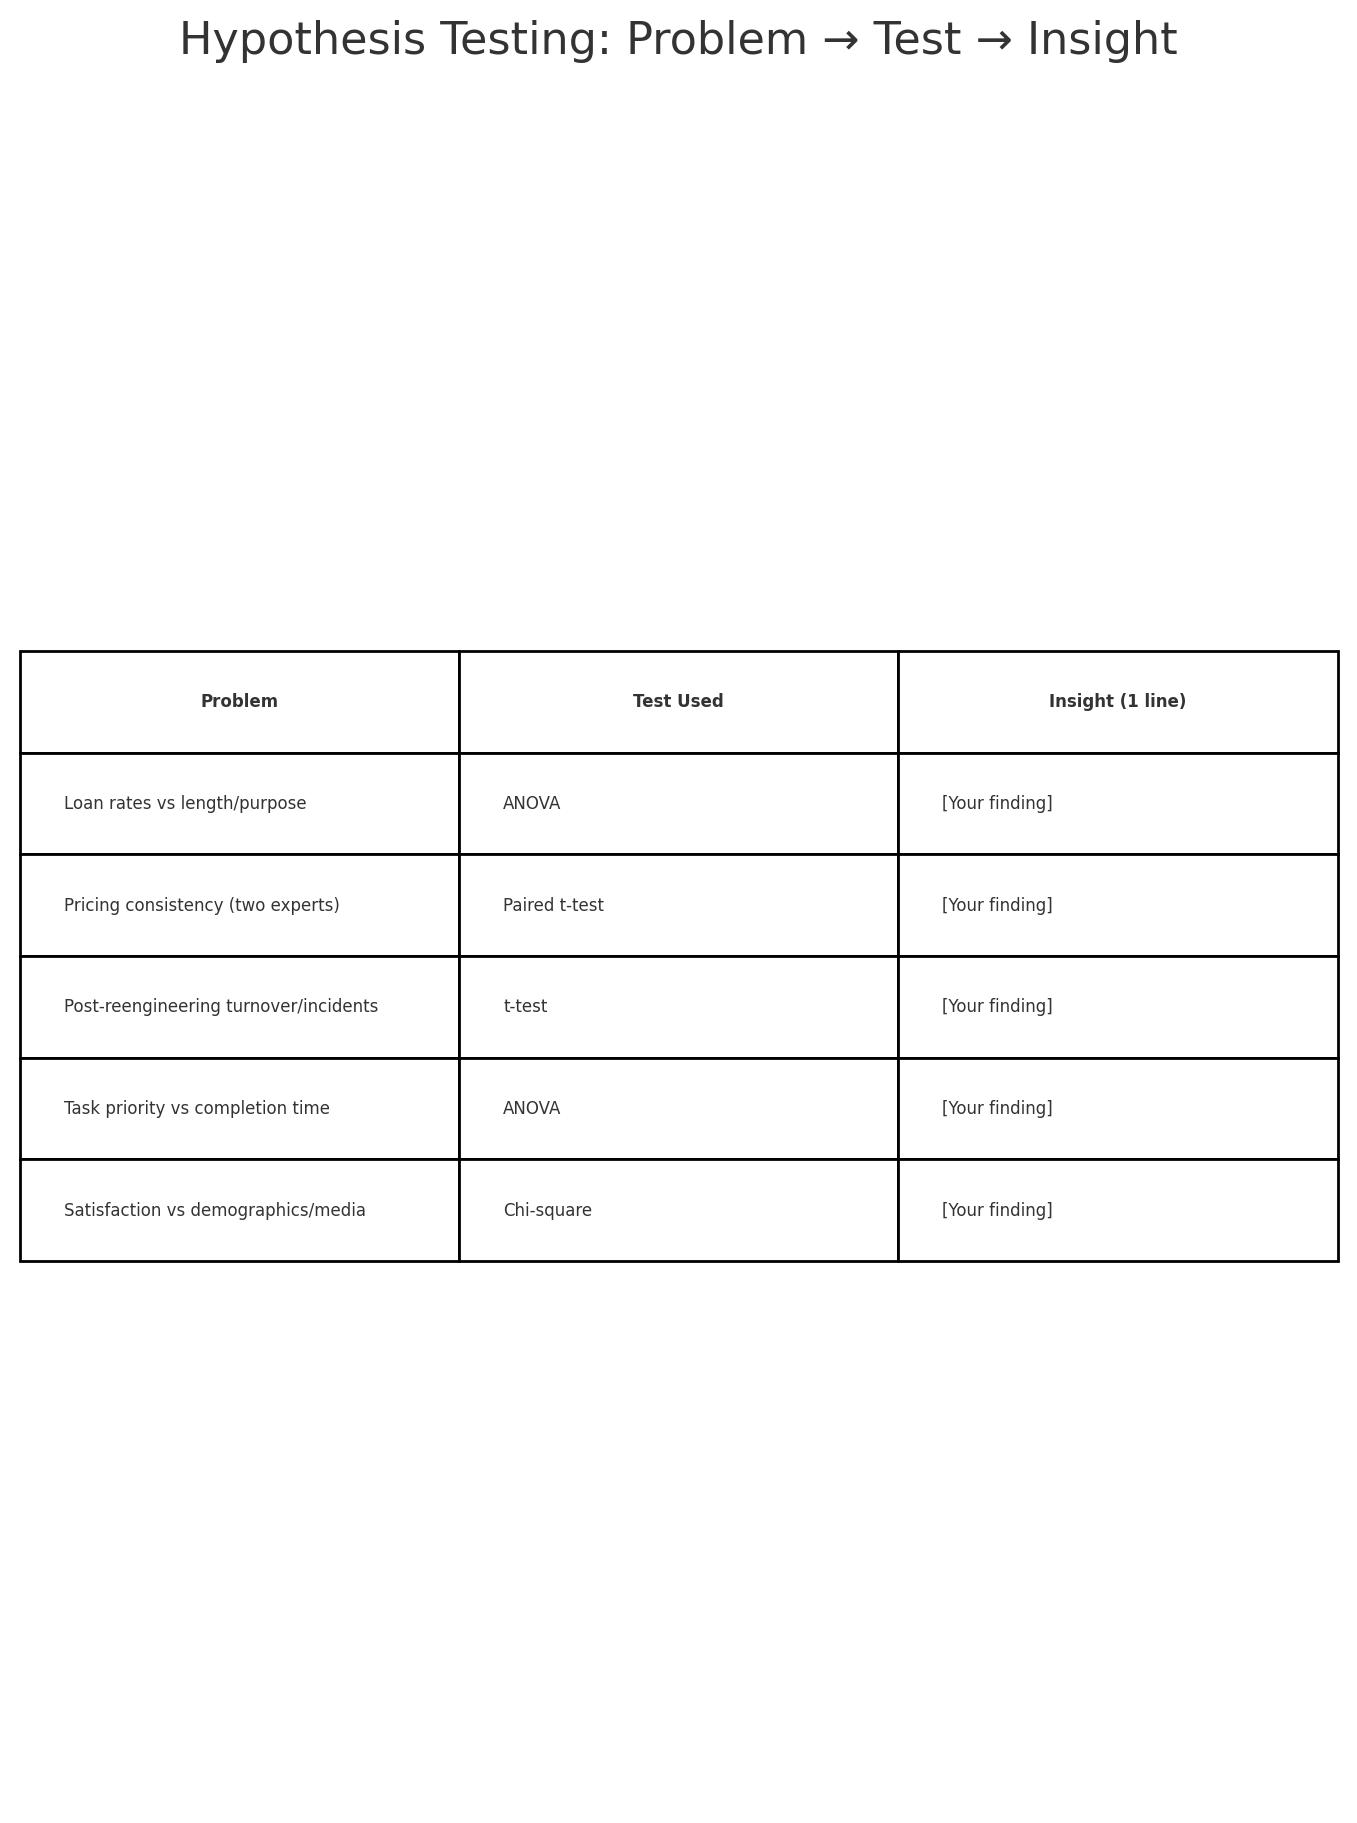 Hypothesis Testing: Problem → Test → Insight
Problem Test Used Insight (1 line)
Loan rates vs length/purpose ANOVA [Your finding]
Pricing consistency (two experts) Paired t-test [Your finding]
Post-reengineering turnover/incidents t-test [Your finding]
Task priority vs completion time ANOVA [Your finding]
Satisfaction vs demographics/media Chi-square [Your finding]